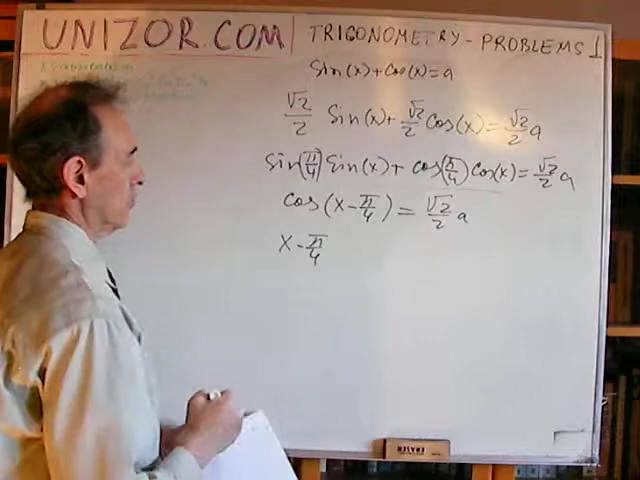 UNIZOR.COM TRIGONOMETRY - PROBLEMS 1
Sin(x)+Cos(x)=a
√2/2 Sin(x)+√2/2 Cos(x)=√2/2 a
Sin(π/4)Sin(x)+ cos(π/4)Cos(x)=√2/2 a
cos(x-π/4)=√2/2 a
x-π/4